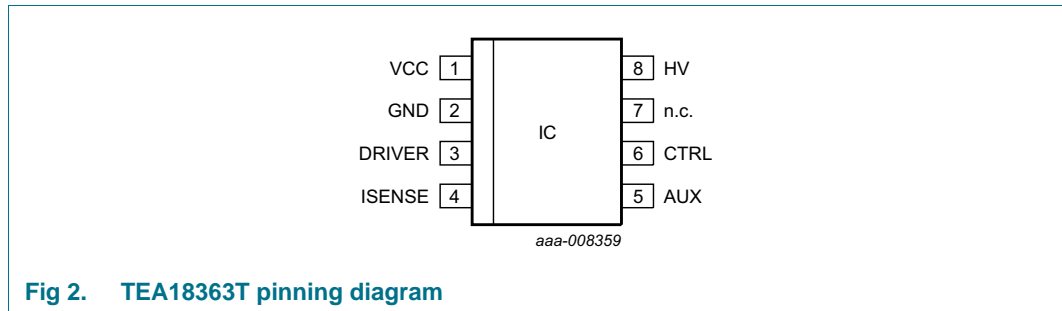 VCC 1 8 HV
GND 2 7 n.c.
IC
DRIVER 3 6 CTRL
ISENSE 4 5 AUX
aaa-008359
Fig 2. TEA18363T pinning diagram